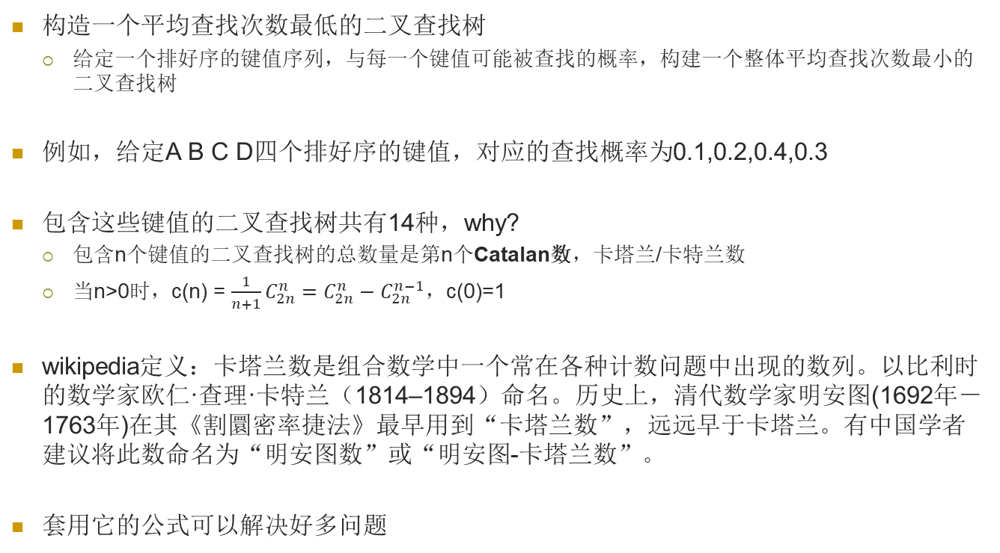 构造一个平均查找次数最低的二叉查找树
给定一个排好序的键值序列，与每一个键值可能被查找的概率，构建一个整体平均查找次数最小的
二叉查找树
例如，给定A B C D四个排好序的键值，对应的查找概率为0.1,0.2,0.4,0.3
包含这些键值的二叉查找树共有14种，why?
包含n个键值的二叉查找树的总数量是第n个Catalan数，卡塔兰/卡特兰数
当n>0时，c(n) = \frac{1}{n+1} C_{2n}^{n} = C_{2n}^{n} − C_{2n}^{n−1}，c(0)=1
wikipedia定义：卡塔兰数是组合数学中一个常在各种计数问题中出现的数列。以比利时
的数学家欧仁·查理·卡特兰（1814–1894）命名。历史上，清代数学家明安图(1692年－
1763年)在其《割圜密率捷法》最早用到“卡塔兰数”，远远早于卡塔兰。有中国学者
建议将此数命名为“明安图数”或“明安图-卡塔兰数”。
套用它的公式可以解决好多问题